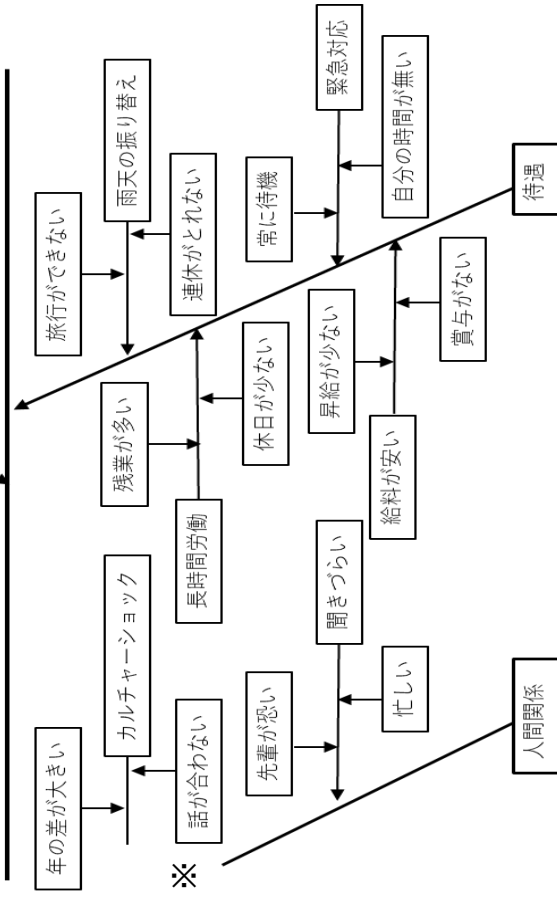 年の差が大きい
カルチャーショック
話が合わない
※
先輩が恐い
聞きづらい
忙しい
人間関係
旅行ができない
雨天の振り替え
連休がとれない
残業が多い
長時間労働
休日が少ない
常に待機
緊急対応
自分の時間が無い
昇給が少ない
給料が安い
賞与がない
待遇